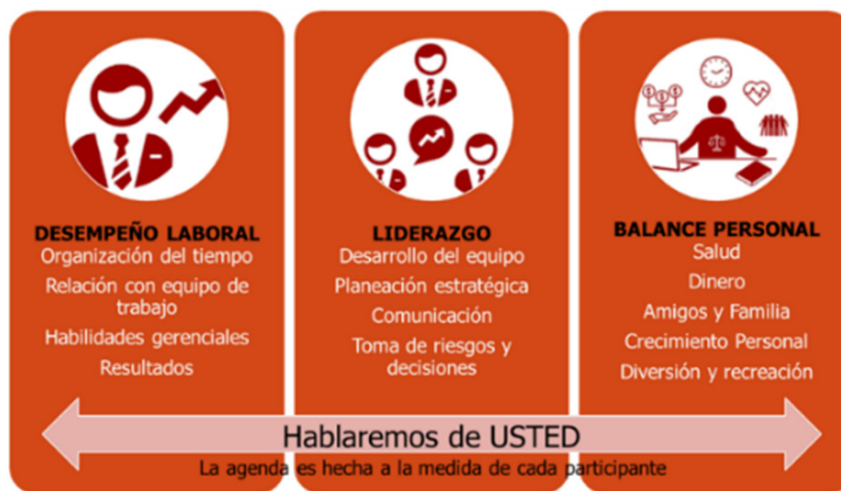 DESEMPEÑO LABORAL
Organización del tiempo
Relación con equipo de
trabajo
Habilidades gerenciales
Resultados
LIDERAZGO
Desarrollo del equipo
Planeación estratégica
Comunicación
Toma de riesgos y
decisiones
BALANCE PERSONAL
Salud
Dinero
Amigos y Familia
Crecimiento Personal
Diversión y recreación
Hablaremos de USTED
La agenda es hecha a la medida de cada participante